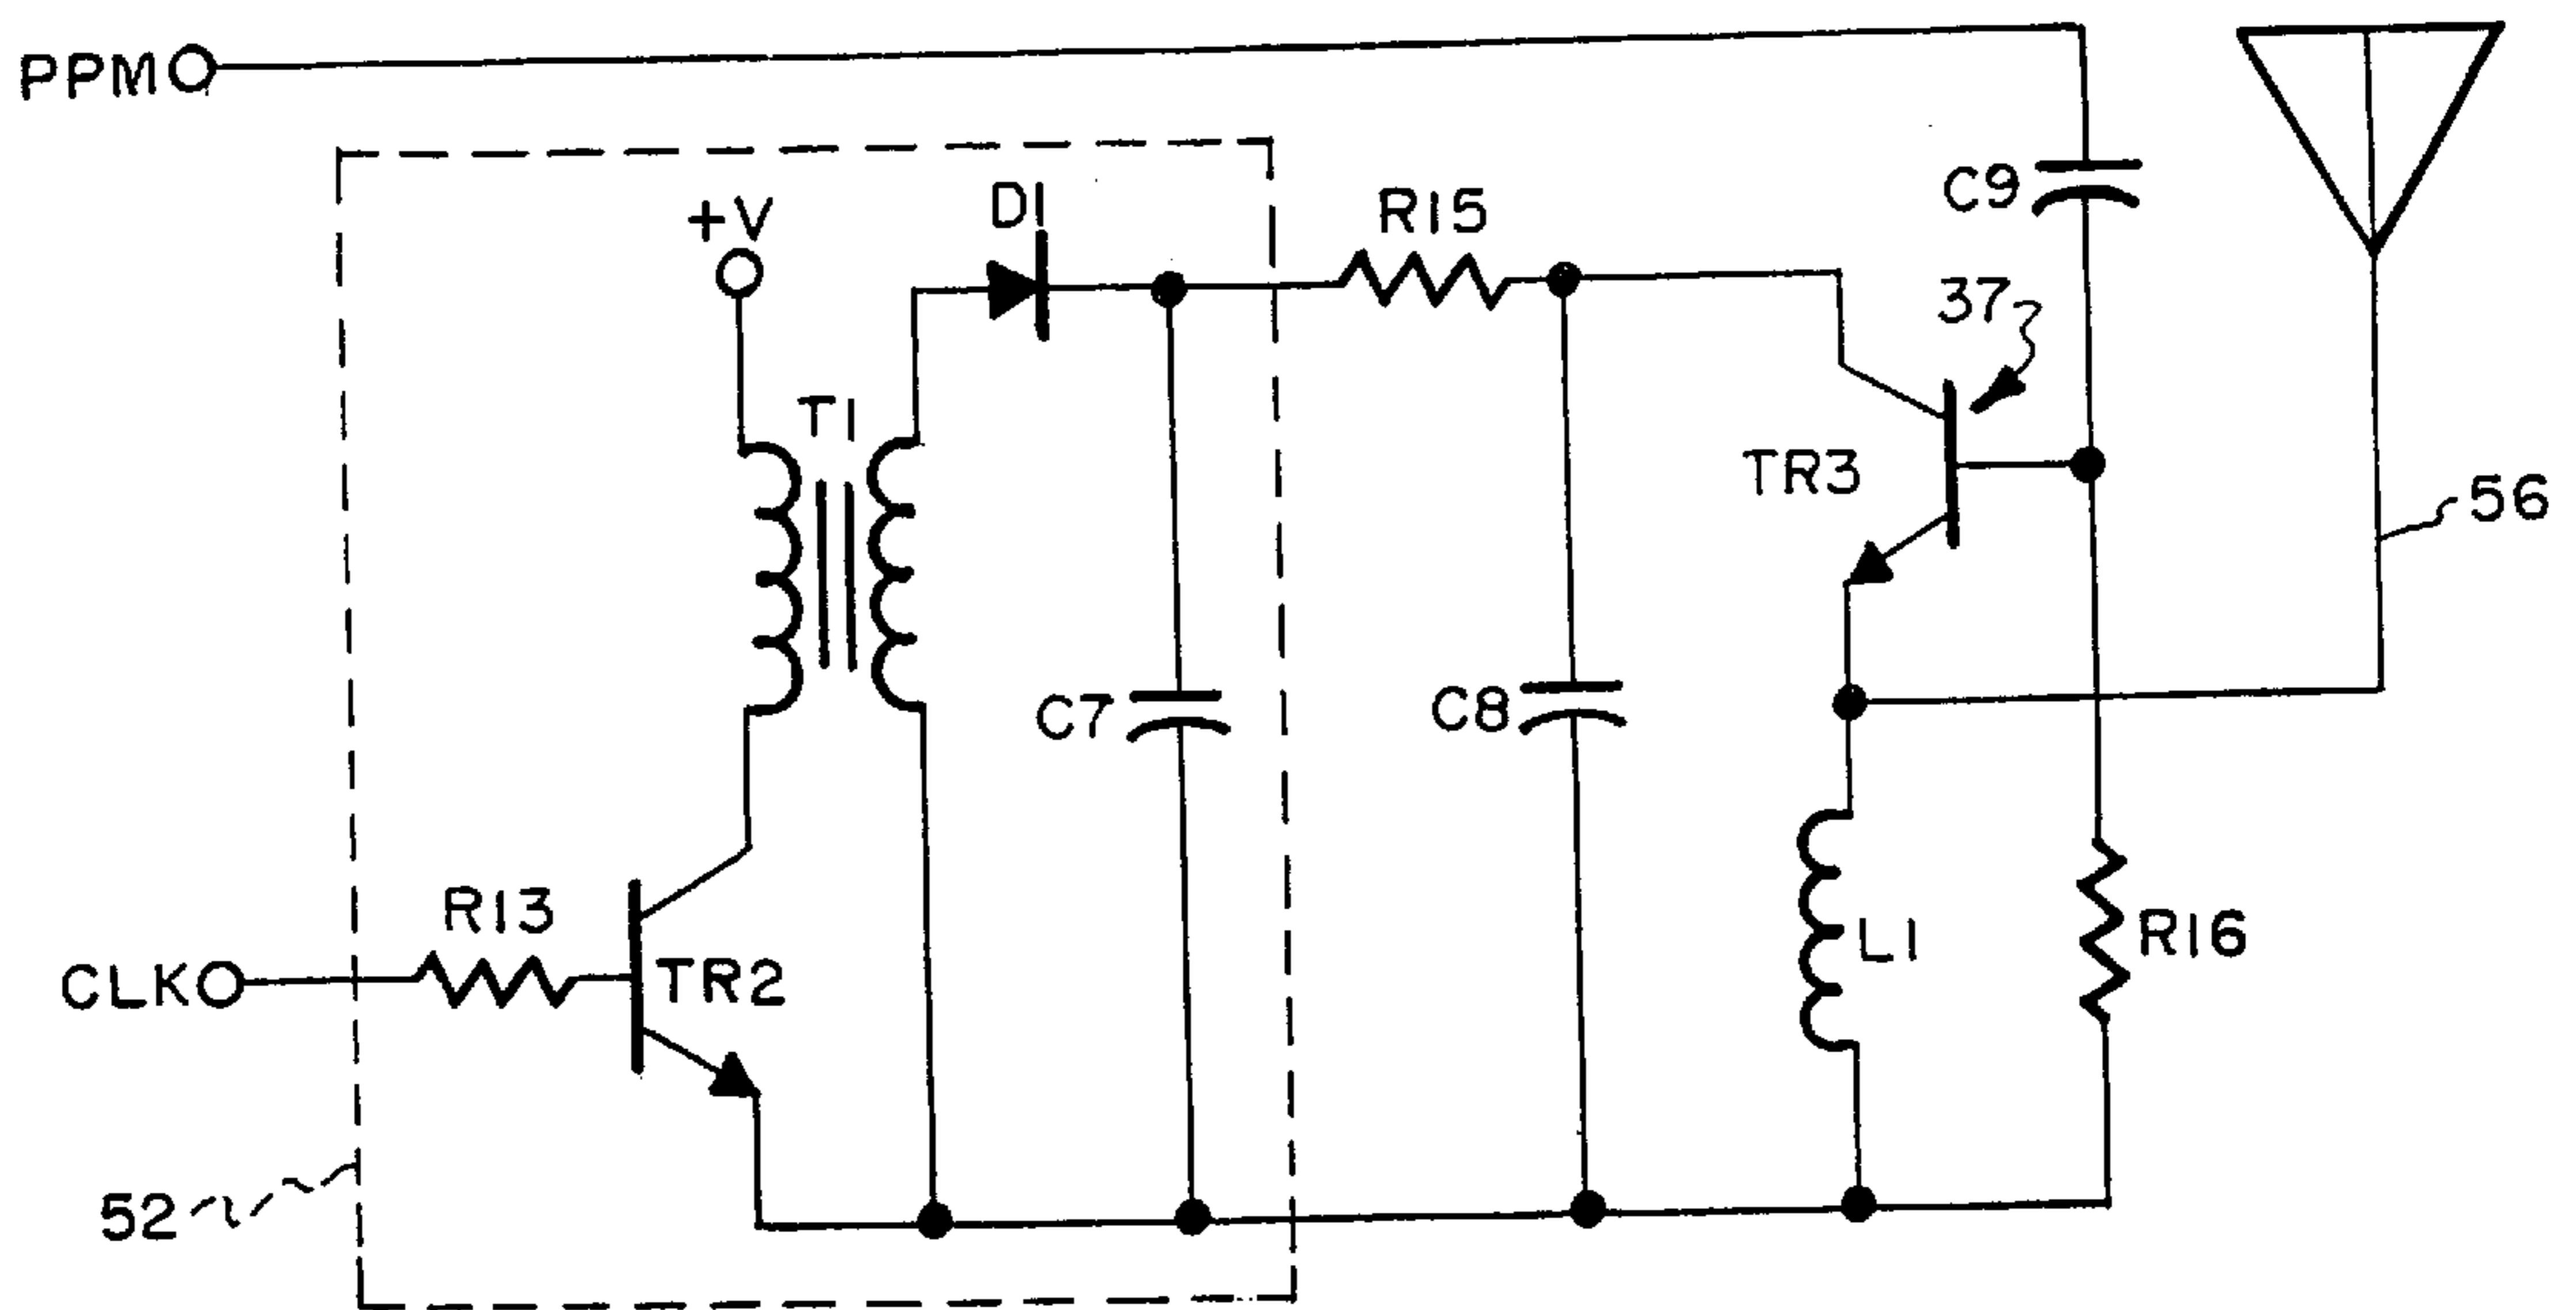 PPM
+V
D1
R15
C9
37
T1
TR3
56
C7
C8
R13
TR2
CLK
L1
R16
52